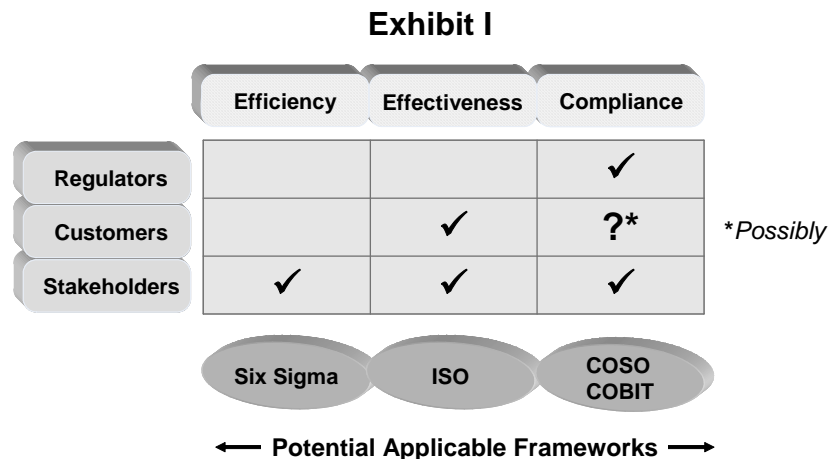 Exhibit I
Efficiency Effectiveness Compliance
Regulators ✓
Customers ✓ ?* *Possibly
Stakeholders ✓ ✓ ✓
Six Sigma ISO COSO
COBIT
Potential Applicable Frameworks